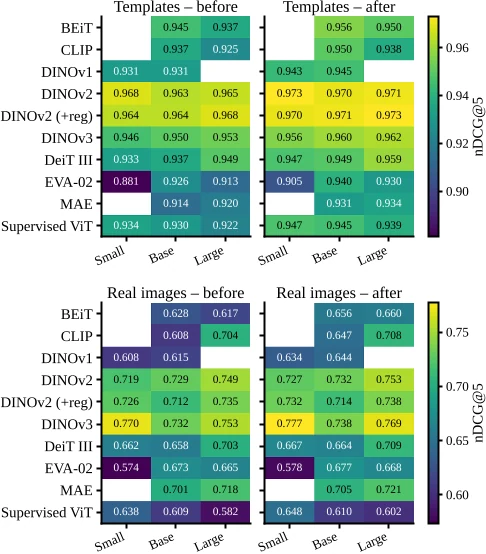 Templates – before Templates – after
BEiT 0.945 0.937 0.956 0.950
CLIP 0.937 0.925 0.950 0.938
DINOv1 0.931 0.931 0.943 0.945
DINOv2 0.968 0.963 0.965 0.973 0.970 0.971
DINOv2 (+reg) 0.964 0.964 0.968 0.970 0.971 0.973
DINOv3 0.946 0.950 0.953 0.956 0.960 0.962
DeiT III 0.933 0.937 0.949 0.947 0.949 0.959
EVA-02 0.881 0.926 0.913 0.905 0.940 0.930
MAE 0.914 0.920 0.931 0.934
Supervised ViT 0.934 0.930 0.922 0.947 0.945 0.939
Small Base Large Small Base Large
0.96
0.94
0.92
0.90
nDCG@5
Real images – before Real images – after
BEiT 0.628 0.617 0.656 0.660
CLIP 0.608 0.704 0.647 0.708
DINOv1 0.608 0.615 0.634 0.644
DINOv2 0.719 0.729 0.749 0.727 0.732 0.753
DINOv2 (+reg) 0.726 0.712 0.735 0.732 0.714 0.738
DINOv3 0.770 0.732 0.753 0.777 0.738 0.769
DeiT III 0.662 0.658 0.703 0.667 0.664 0.709
EVA-02 0.574 0.673 0.665 0.578 0.677 0.668
MAE 0.701 0.718 0.705 0.721
Supervised ViT 0.638 0.609 0.582 0.648 0.610 0.602
Small Base Large Small Base Large
0.75
0.70
0.65
0.60
nDCG@5